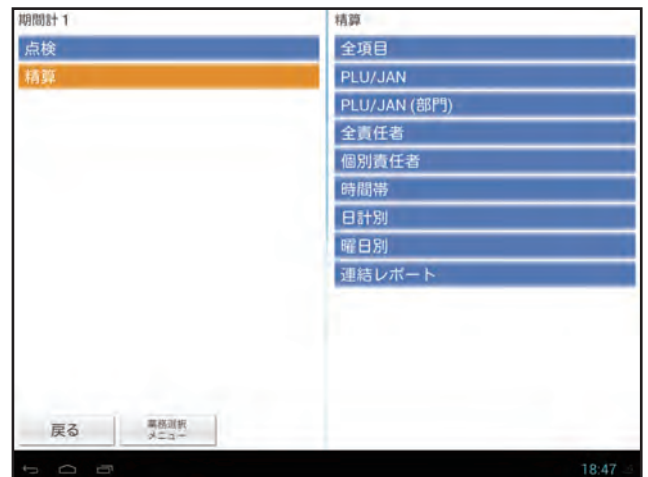 期間計 1
点検
精算
精算
全項目
PLU/JAN
PLU/JAN (部門)
全責任者
個別責任者
時間帯
日計別
曜日別
連結レポート
戻る
業務選択
メニュー
18:47